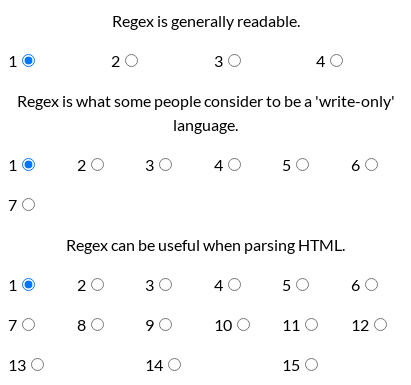 Regex is generally readable.
1 2 3 4
Regex is what some people consider to be a 'write-only'
language.
1 2 3 4 5 6
7
Regex can be useful when parsing HTML.
1 2 3 4 5 6
7 8 9 10 11 12
13 14 15